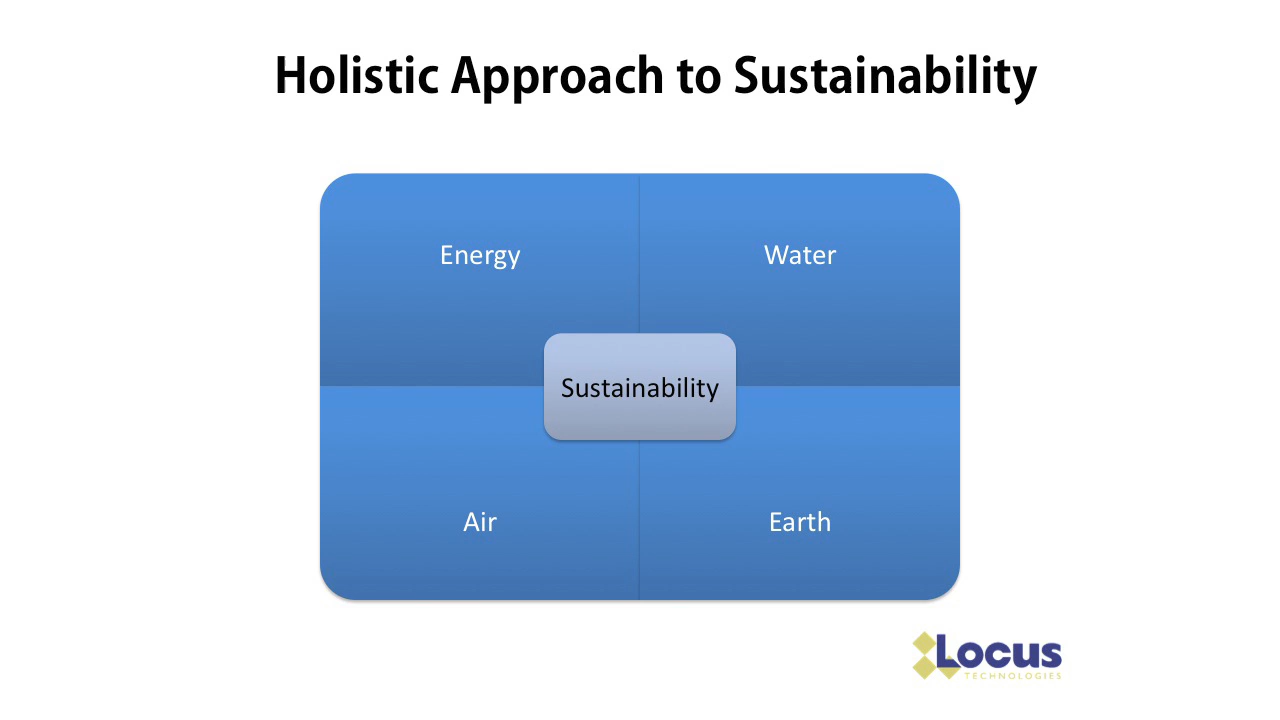 Holistic Approach to Sustainability
Energy
Water
Sustainability
Air
Earth
Locus
TECHNOLOGIES